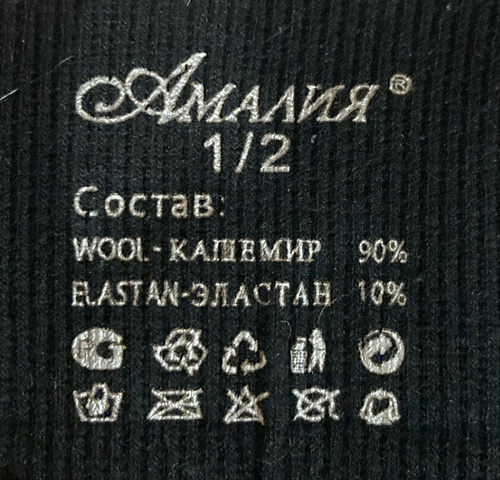 Амалия®
1/2
Состав:
WOOL-КАШЕМИР 90%
ELASTAN-ЭЛАСТАН 10%